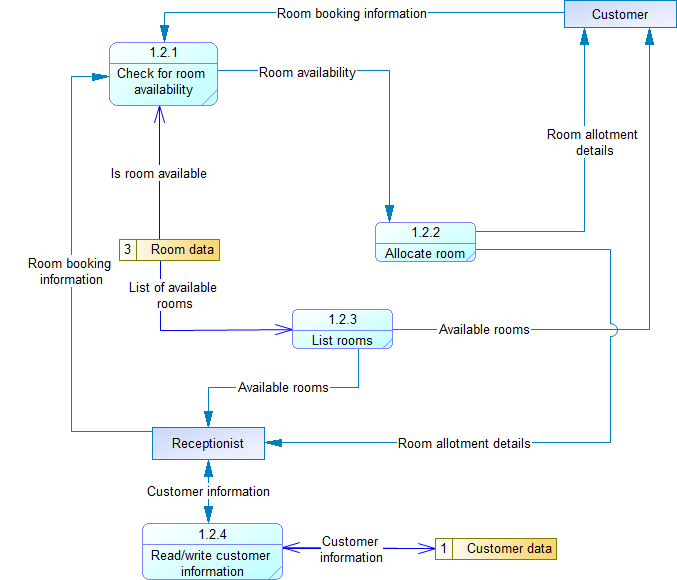 Room booking information
Customer
1.2.1
Check for room
availability
Room availability
Room allotment
details
Is room available
1.2.2
Allocate room
3 Room data
Room booking
information
List of available
rooms
1.2.3
List rooms
Available rooms
Available rooms
Receptionist
Room allotment details
Customer information
1.2.4
Read/write customer
information
Customer
information
1 Customer data